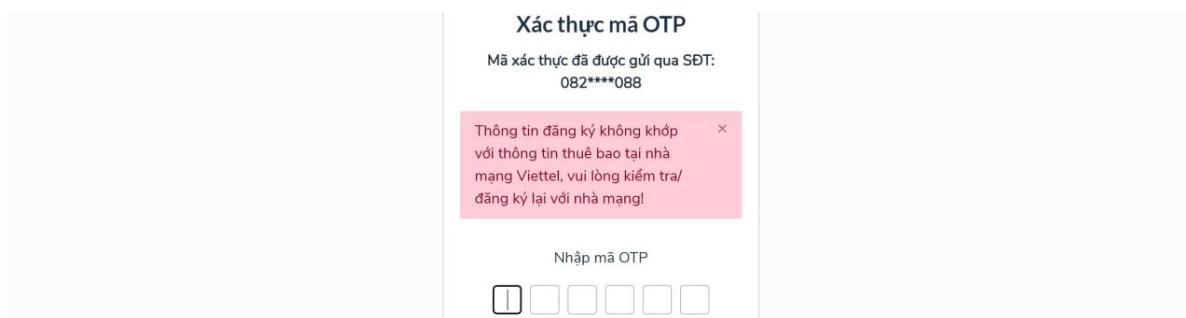 Xác thực mã OTP
Mã xác thực đã được gửi qua SĐT:
082****088
Thông tin đăng ký không khớp ×
với thông tin thuê bao tại nhà
mạng Viettel, vui lòng kiểm tra/
đăng ký lại với nhà mạng!
Nhập mã OTP